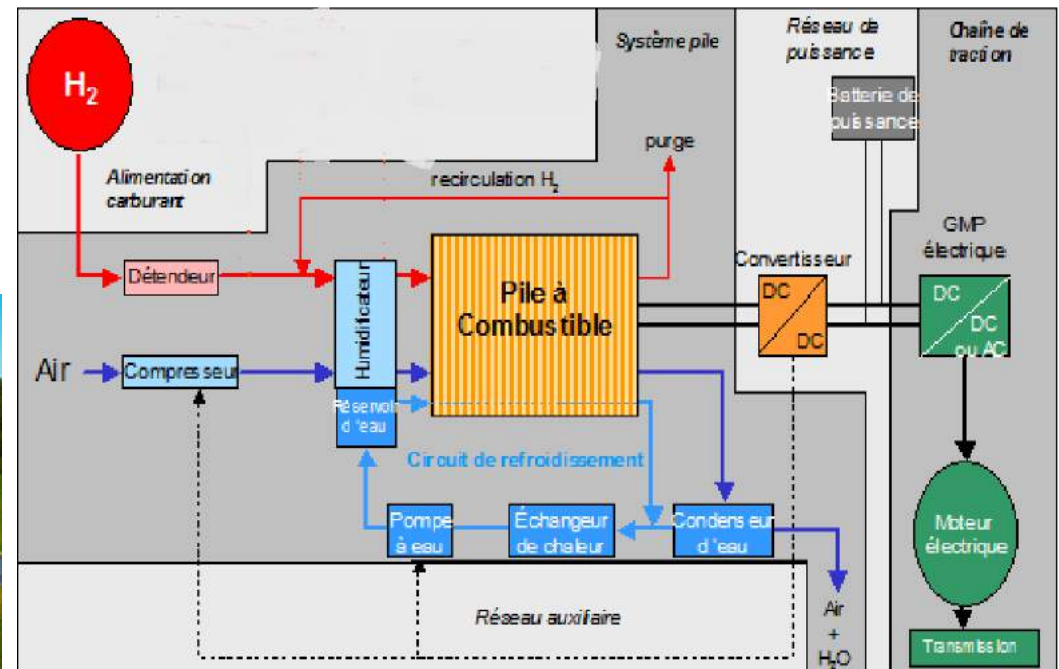 H2
Système pile
Réseau de
puissance
Chaîne de
traction
Batterie de
puissance
purge
recirculation H2
Alimentation
carburant
GMP
électrique
Détendeur
Humidificateur
Pile à
Combustible
Convertisseur
DC
DC
DC
DC
ou AC
Air
Compresseur
Réservoir
d 'eau
Circuit de refroidissement
Pompe
à eau
Échangeur
de chaleur
Condenseur
d 'eau
Moteur
électrique
Réseau auxiliaire
Air
+
H2O
Transmission